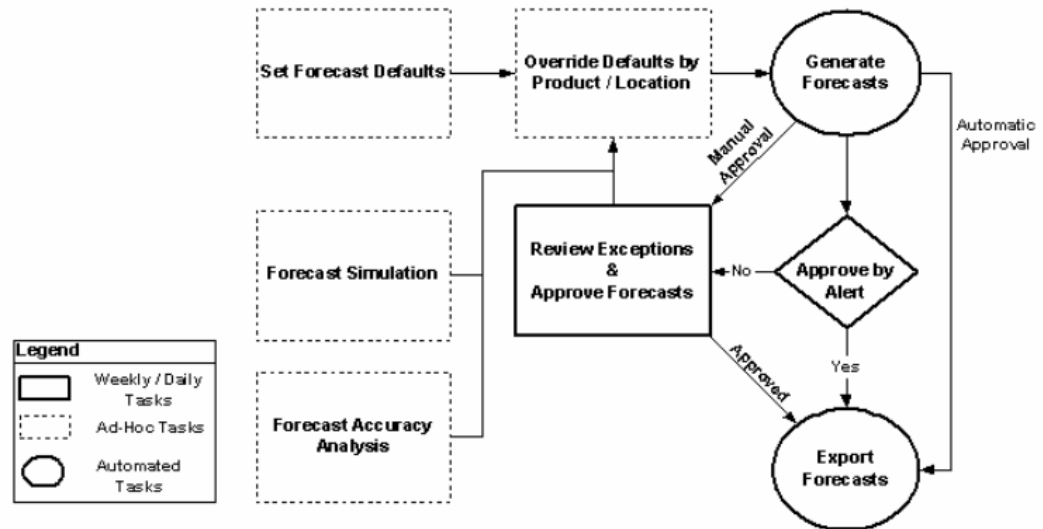 Set Forecast Defaults
Override Defaults by
Product / Location
Generate
Forecasts
Automatic
Approval
Manual
Approval
Forecast Simulation
Review Exceptions
&
Approve Forecasts
No
Approve by
Alert
Legend
Weekly / Daily
Tasks
Ad-Hoc Tasks
Automated
Tasks
Forecast Accuracy
Analysis
Approved
Yes
Export
Forecasts